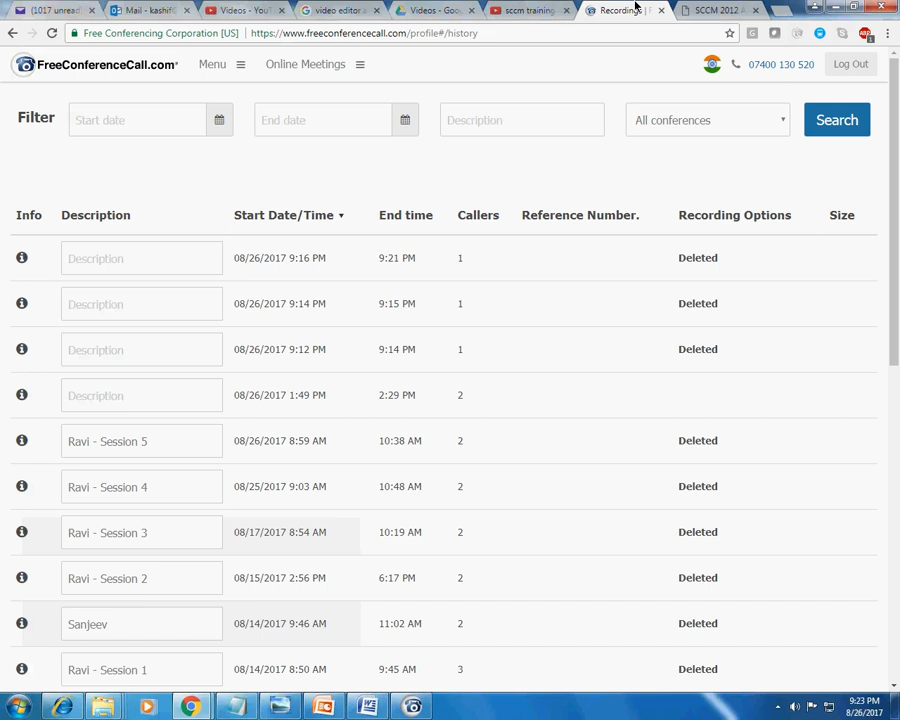 (1017 unread)
Mail - kashif
Videos - YouT
video editor a
Videos - Goog
sccm training
Recordings | F
SCCM 2012 A
Free Conferencing Corporation [US]
https://www.freeconferencecall.com/profile#/history
FreeConferenceCall.com®
Menu
Online Meetings
07400 130 520
Log Out
Filter
Start date
End date
Description
All conferences
Search
Info Description Start Date/Time End time Callers Reference Number. Recording Options Size
Description 08/26/2017 9:16 PM 9:21 PM 1 Deleted
Description 08/26/2017 9:14 PM 9:15 PM 1 Deleted
Description 08/26/2017 9:12 PM 9:14 PM 1 Deleted
Description 08/26/2017 1:49 PM 2:29 PM 2
Ravi - Session 5 08/26/2017 8:59 AM 10:38 AM 2 Deleted
Ravi - Session 4 08/25/2017 9:03 AM 10:48 AM 2 Deleted
Ravi - Session 3 08/17/2017 8:54 AM 10:19 AM 2 Deleted
Ravi - Session 2 08/15/2017 2:56 PM 6:17 PM 2 Deleted
Sanjeev 08/14/2017 9:46 AM 11:02 AM 2 Deleted
Ravi - Session 1 08/14/2017 8:50 AM 9:45 AM 3 Deleted
9:23 PM
8/26/2017